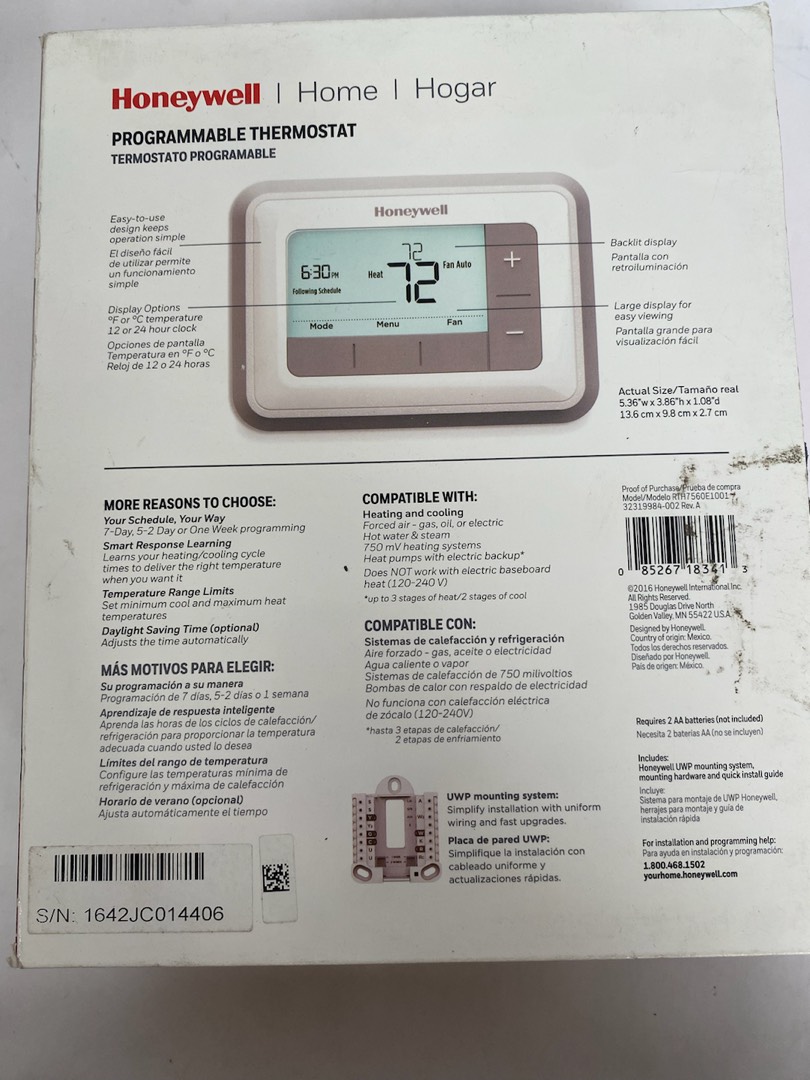 Honeywell | Home | Hogar
PROGRAMMABLE THERMOSTAT
TERMOSTATO PROGRAMABLE
Easy-to-use
design keeps
operation simple
El diseño fácil
de utilizar permite
un funcionamiento
simple
Display Options
°F or °C temperature
12 or 24 hour clock
Opciones de pantalla
Temperatura en °F o °C
Reloj de 12 o 24 horas
Honeywell
72
6:30 PM
Heat
72
Fan Auto
Following Schedule
Mode Menu Fan
+
−
Backlit display
Pantalla con
retroiluminación
Large display for
easy viewing
Pantalla grande para
visualización fácil
Actual Size/Tamaño real
5.36"w x 3.86"h x 1.08"d
13.6 cm x 9.8 cm x 2.7 cm
MORE REASONS TO CHOOSE:
Your Schedule, Your Way
7-Day, 5-2 Day or One Week programming
Smart Response Learning
Learns your heating/cooling cycle
times to deliver the right temperature
when you want it
Temperature Range Limits
Set minimum cool and maximum heat
temperatures
Daylight Saving Time (optional)
Adjusts the time automatically
MÁS MOTIVOS PARA ELEGIR:
Su programación a su manera
Programación de 7 días, 5-2 días o 1 semana
Aprendizaje de respuesta inteligente
Aprenda las horas de los ciclos de calefacción/
refrigeración para proporcionar la temperatura
adecuada cuando usted lo desea
Límites del rango de temperatura
Configure las temperaturas mínima de
refrigeración y máxima de calefacción
Horario de verano (opcional)
Ajusta automáticamente el tiempo
S/N: 1642JC014406
COMPATIBLE WITH:
Heating and cooling
Forced air - gas, oil, or electric
Hot water & steam
750 mV heating systems
Heat pumps with electric backup*
Does NOT work with electric baseboard
heat (120-240 V)
*up to 3 stages of heat/2 stages of cool
COMPATIBLE CON:
Sistemas de calefacción y refrigeración
Aire forzado - gas, aceite o electricidad
Agua caliente o vapor
Sistemas de calefacción de 750 milivoltios
Bombas de calor con respaldo de electricidad
No funciona con calefacción eléctrica
de zócalo (120-240V)
*hasta 3 etapas de calefacción/
2 etapas de enfriamiento
UWP mounting system:
Simplify installation with uniform
wiring and fast upgrades.
Placa de pared UWP:
Simplifique la instalación con
cableado uniforme y
actualizaciones rápidas.
Proof of Purchase/Prueba de compra
Model/Modelo RTH7560E1001
32319984-002 Rev. A
0 85267 18341 3
©2016 Honeywell International Inc.
All Rights Reserved.
1985 Douglas Drive North
Golden Valley, MN 55422 U.S.A.
Designed by Honeywell.
Country of origin: Mexico.
Todos los derechos reservados.
Diseñado por Honeywell.
País de origen: México.
Requires 2 AA batteries (not included)
Necesita 2 baterías AA (no se incluyen)
Includes:
Honeywell UWP mounting system,
mounting hardware and quick install guide
Incluye:
Sistema para montaje de UWP Honeywell,
herrajes para montaje y guía de
instalación rápida
For installation and programming help:
Para ayuda en instalación y programación:
1.800.468.1502
yourhome.honeywell.com